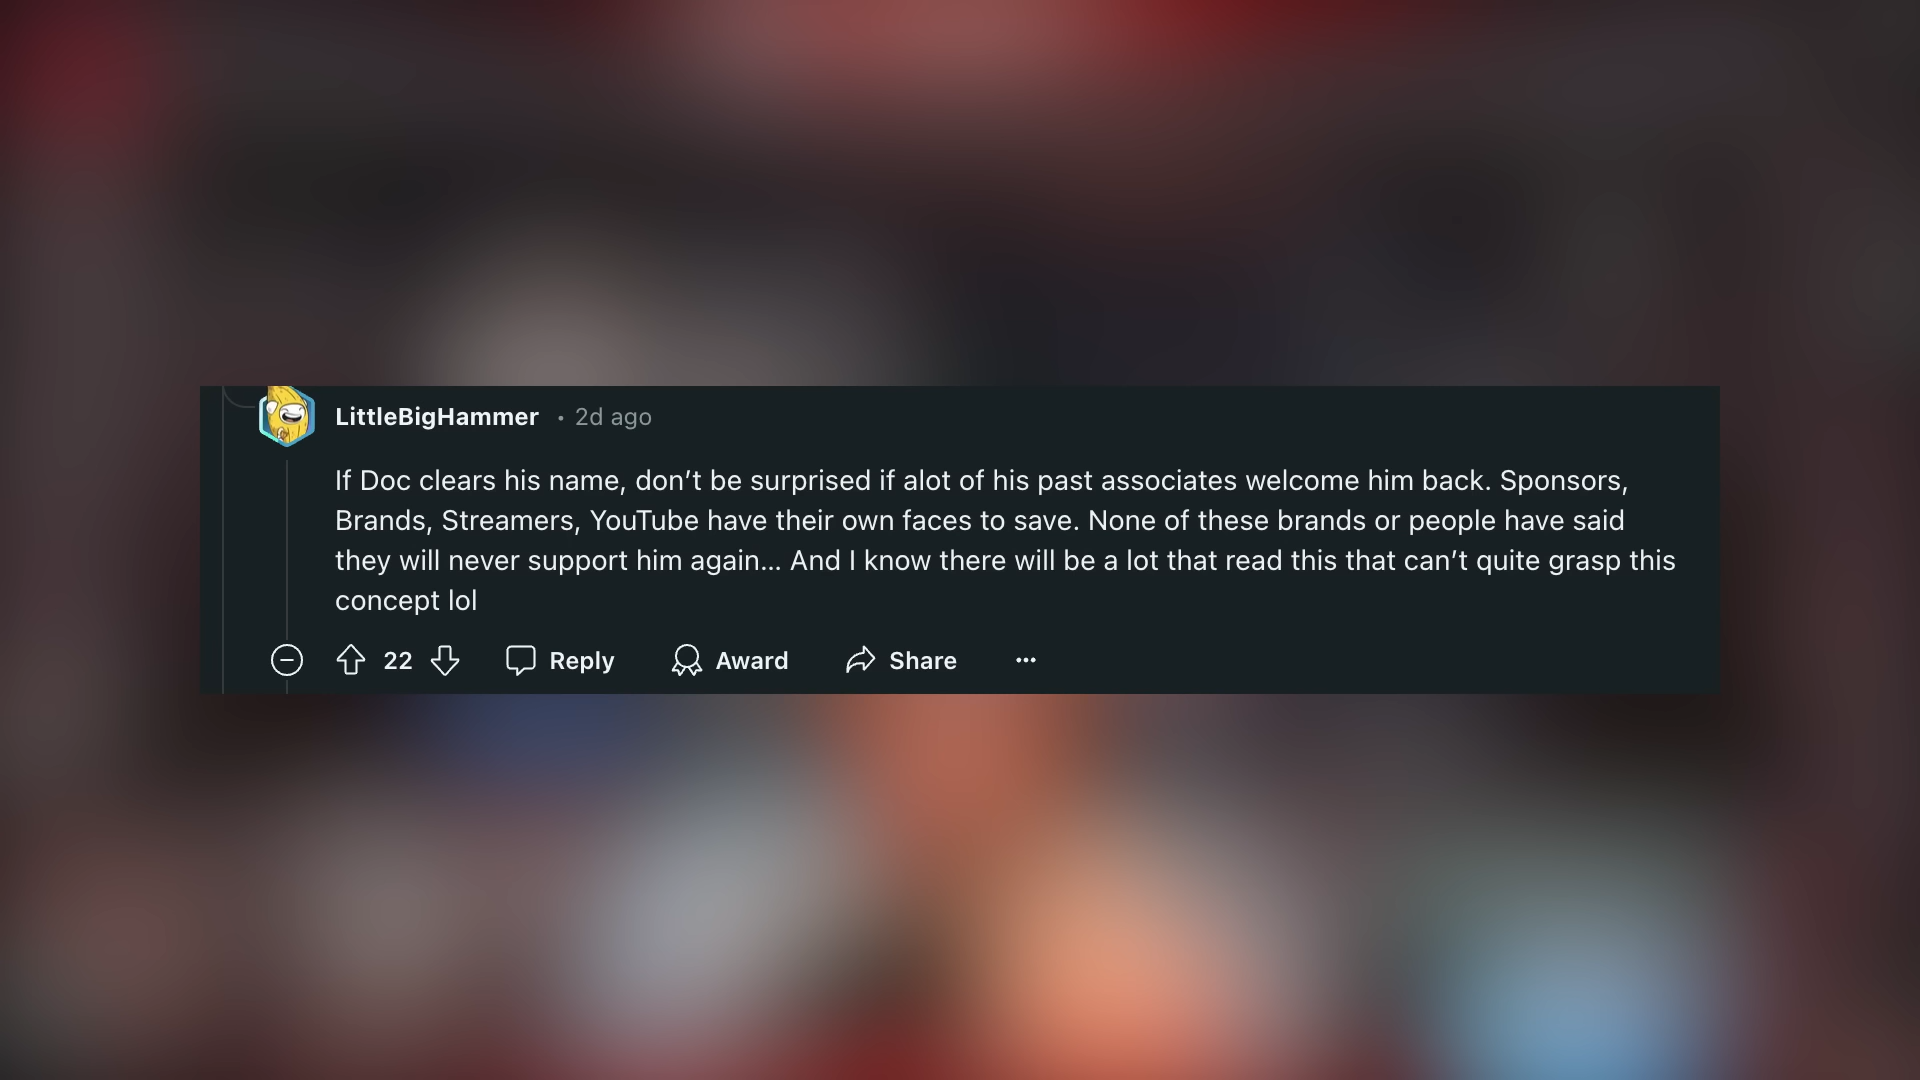 LittleBigHammer • 2d ago
If Doc clears his name, don’t be surprised if alot of his past associates welcome him back. Sponsors,
Brands, Streamers, YouTube have their own faces to save. None of these brands or people have said
they will never support him again... And I know there will be a lot that read this that can’t quite grasp this
concept lol
22 Reply Award Share ...